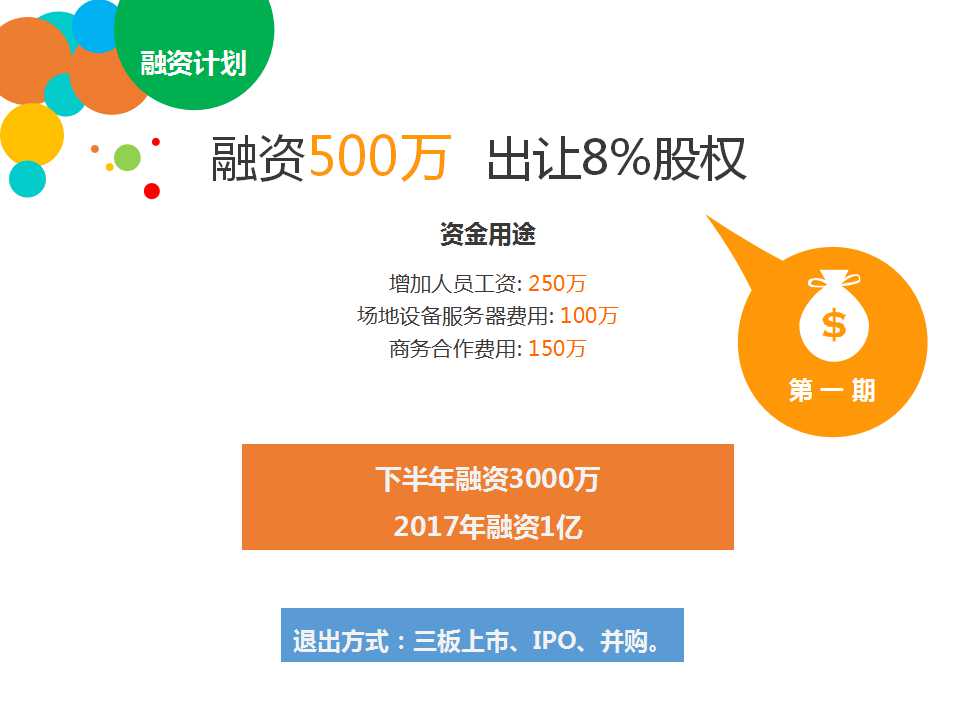 融资计划
融资500万 出让8%股权
资金用途
增加人员工资: 250万
场地设备服务器费用: 100万
商务合作费用: 150万
$
第 一 期
下半年融资3000万
2017年融资1亿
退出方式：三板上市、IPO、并购。